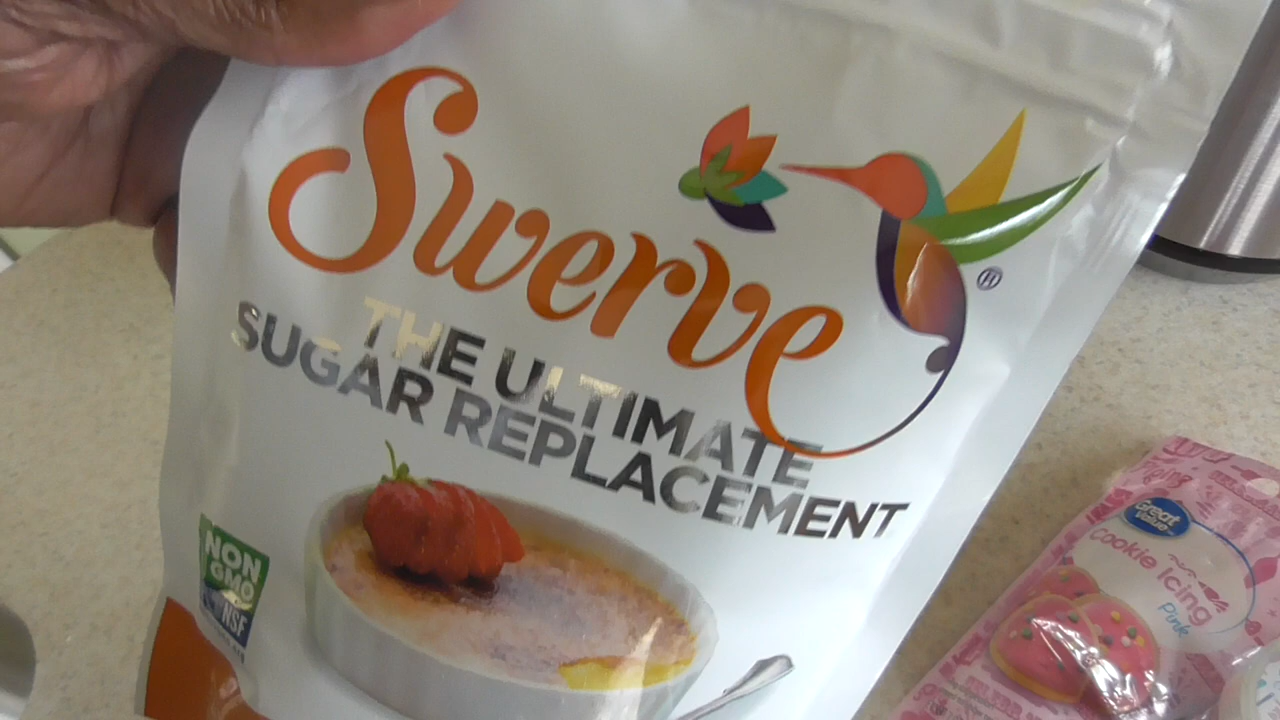 Swerve
®
THE ULTIMATE
SUGAR REPLACEMENT
NON
GMO
NSF
Great
Value
Cookie Icing
Pink